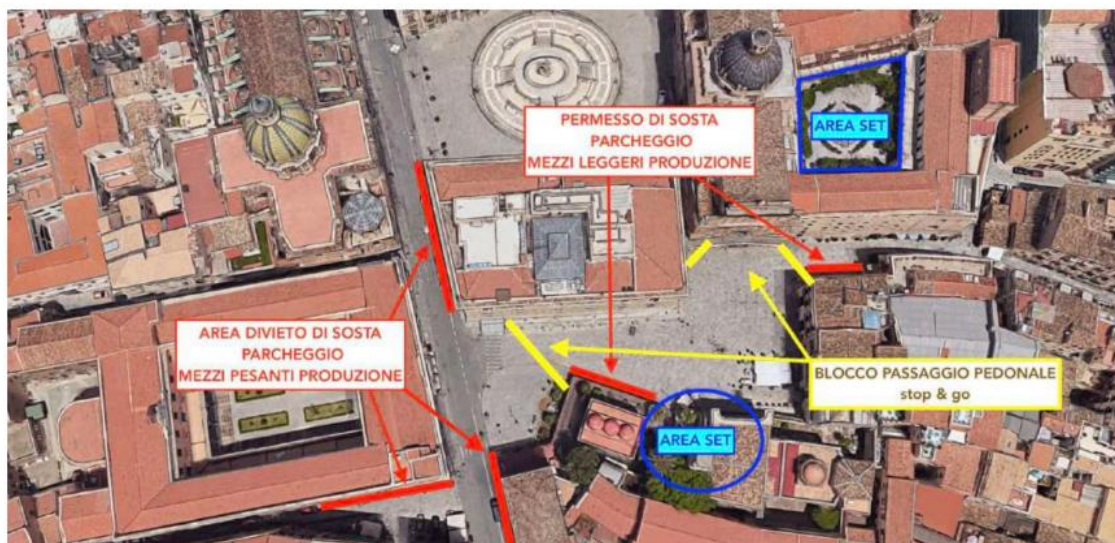 PERMESSO DI SOSTA
PARCHEGGIO
MEZZI LEGGERI PRODUZIONE
AREA SET
AREA DIVIETO DI SOSTA
PARCHEGGIO
MEZZI PESANTI PRODUZIONE
BLOCCO PASSAGGIO PEDONALE
stop & go
AREA SET